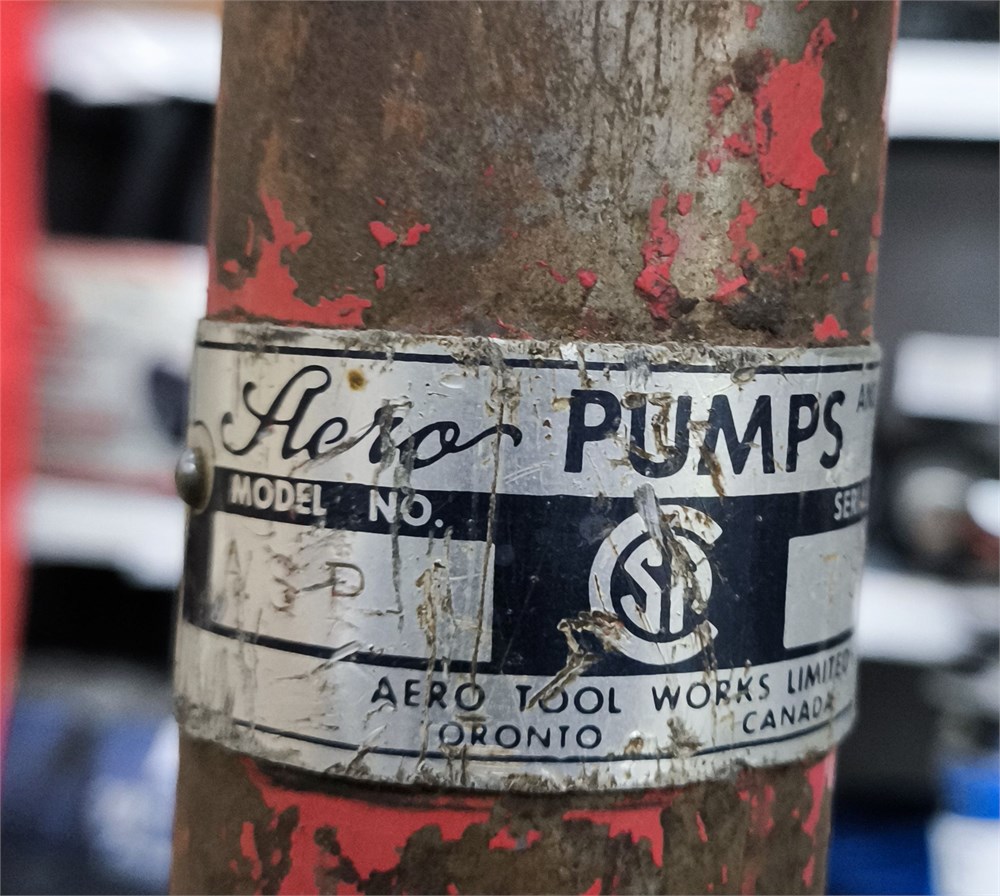 Aero PUMPS
MODEL NO.
AERO TOOL WORKS LIMITED
ORONTO CANADA